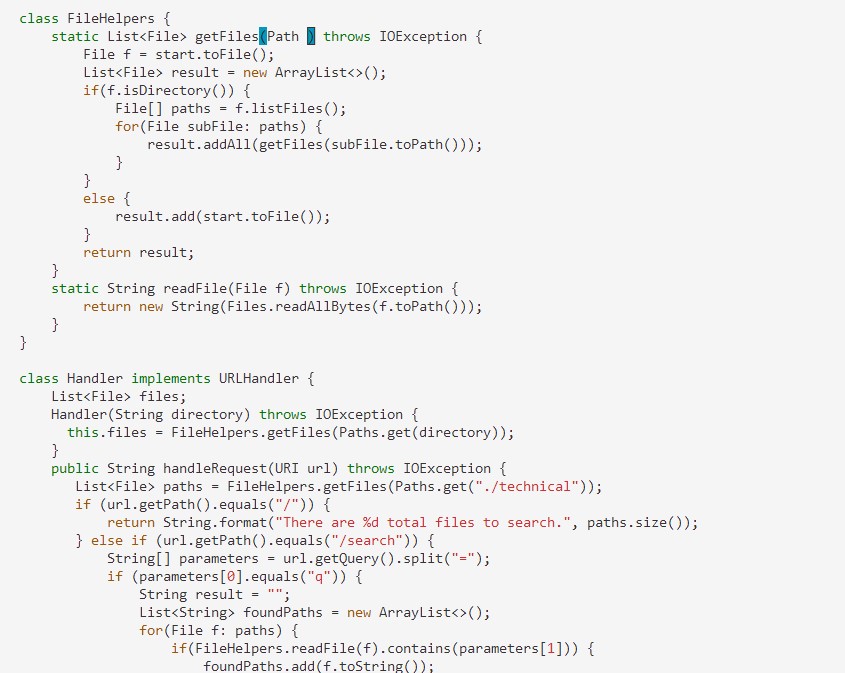 class FileHelpers {
    static List<File> getFiles(Path ) throws IOException {
        File f = start.toFile();
        List<File> result = new ArrayList<>();
        if(f.isDirectory()) {
            File[] paths = f.listFiles();
            for(File subFile: paths) {
                result.addAll(getFiles(subFile.toPath()));
            }
        }
        else {
            result.add(start.toFile());
        }
        return result;
    }
    static String readFile(File f) throws IOException {
        return new String(Files.readAllBytes(f.toPath()));
    }
}

class Handler implements URLHandler {
    List<File> files;
    Handler(String directory) throws IOException {
      this.files = FileHelpers.getFiles(Paths.get(directory));
    }
    public String handleRequest(URI url) throws IOException {
       List<File> paths = FileHelpers.getFiles(Paths.get("./technical"));
       if (url.getPath().equals("/")) {
           return String.format("There are %d total files to search.", paths.size());
       } else if (url.getPath().equals("/search")) {
           String[] parameters = url.getQuery().split("=");
           if (parameters[0].equals("q")) {
               String result = "";
               List<String> foundPaths = new ArrayList<>();
               for(File f: paths) {
                   if(FileHelpers.readFile(f).contains(parameters[1])) {
                       foundPaths.add(f.toString());